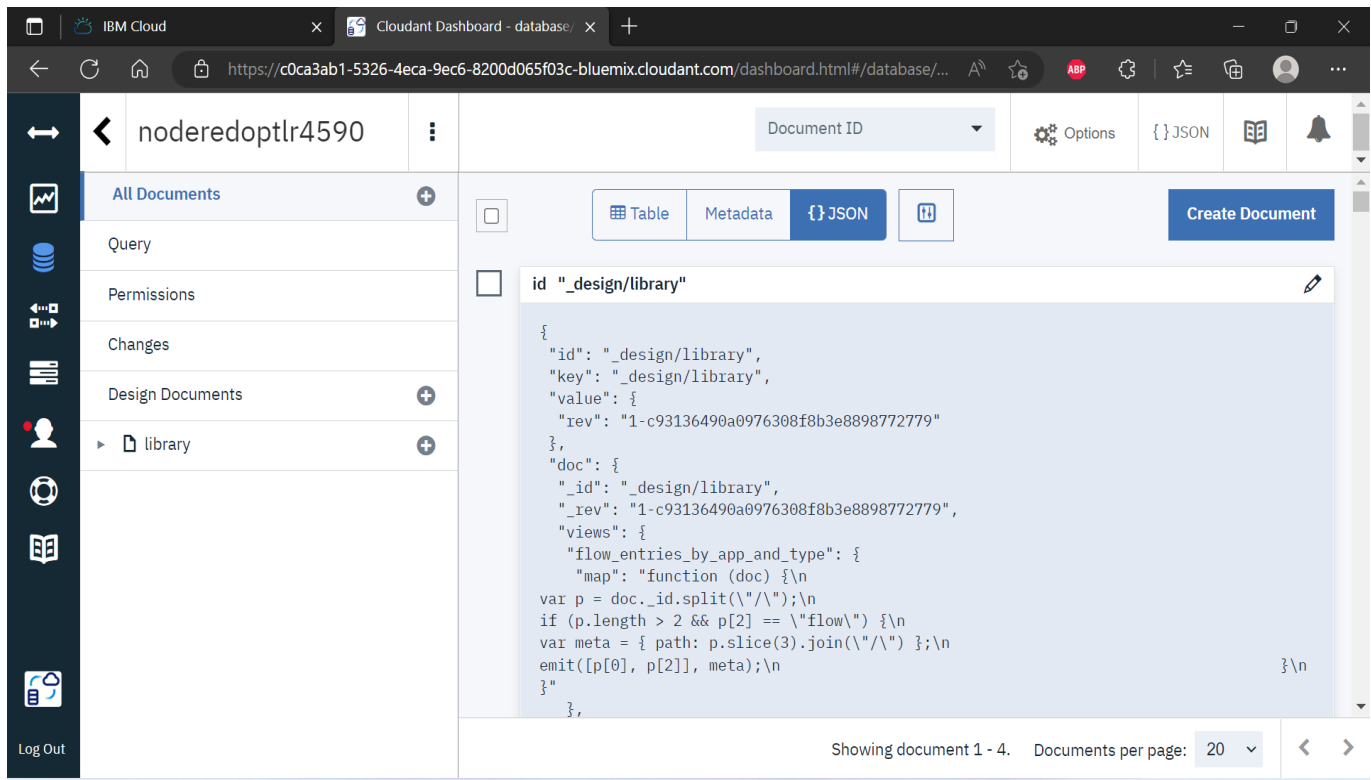 IBM Cloud
Cloudant Dashboard - database/
https://c0ca3ab1-5326-4eca-9ec6-8200d065f03c-bluemix.cloudant.com/dashboard.html#/database/...
ABP
noderedoptlr4590
Document ID
Options
{ } JSON
All Documents
Query
Permissions
Changes
Design Documents
library
Log Out
Table
Metadata
{ } JSON
Create Document
id "_design/library"
{
"id": "_design/library",
"key": "_design/library",
"value": {
"rev": "1-c93136490a0976308f8b3e8898772779"
},
"doc": {
"_id": "_design/library",
"_rev": "1-c93136490a0976308f8b3e8898772779",
"views": {
"flow_entries_by_app_and_type": {
"map": "function (doc) {\n
var p = doc._id.split(\"/\");\n
if (p.length > 2 && p[2] == \"flow\") {\n
var meta = { path: p.slice(3).join(\"/\") };\n
emit([p[0], p[2]], meta);\n }\n
}"
},
Showing document 1 - 4. Documents per page: 20